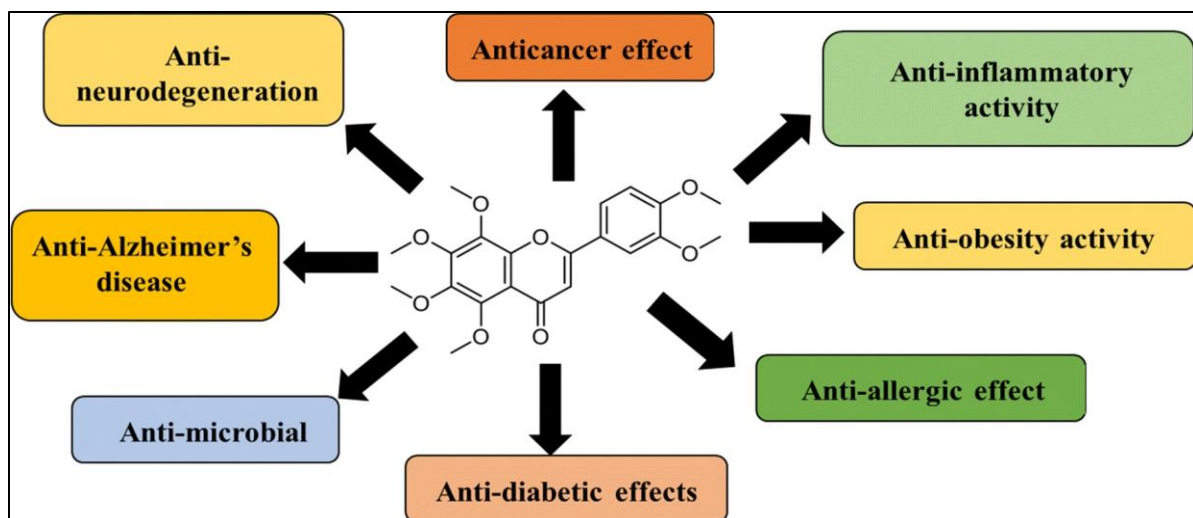 Anti-
neurodegeneration
Anticancer effect
Anti-inflammatory
activity
Anti-Alzheimer’s
disease
Anti-obesity activity
Anti-microbial
Anti-allergic effect
Anti-diabetic effects
O
O
O
O
O
O
O
O